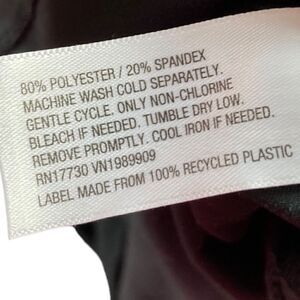 80% POLYESTER / 20% SPANDEX
MACHINE WASH COLD SEPARATELY.
GENTLE CYCLE. ONLY NON-CHLORINE
BLEACH IF NEEDED. TUMBLE DRY LOW.
REMOVE PROMPTLY. COOL IRON IF NEEDED.
RN17730 VN1989909
LABEL MADE FROM 100% RECYCLED PLASTIC